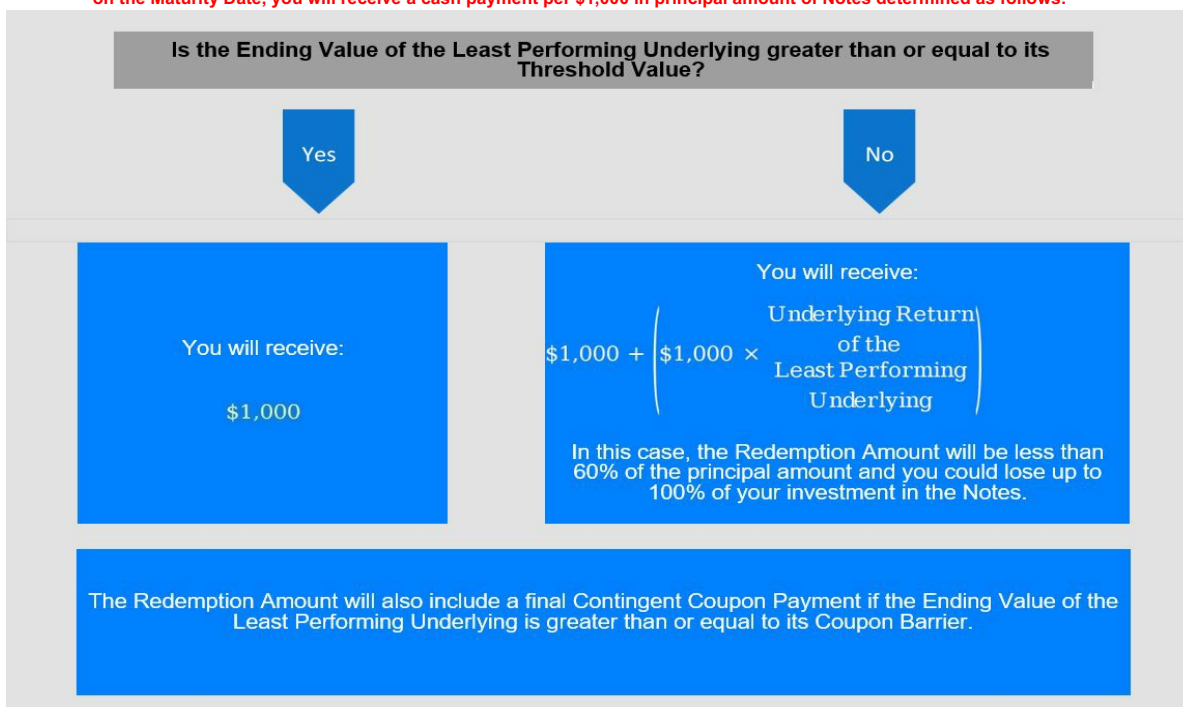 on the Maturity Date, you will receive a cash payment per $1,000 in principal amount of Notes determined as follows:
Is the Ending Value of the Least Performing Underlying greater than or equal to its
Threshold Value?
Yes
No
You will receive:
$1,000
You will receive:
$1,000 + ($1,000 × Underlying Return
of the
Least Performing
Underlying)
In this case, the Redemption Amount will be less than
60% of the principal amount and you could lose up to
100% of your investment in the Notes.
The Redemption Amount will also include a final Contingent Coupon Payment if the Ending Value of the
Least Performing Underlying is greater than or equal to its Coupon Barrier.